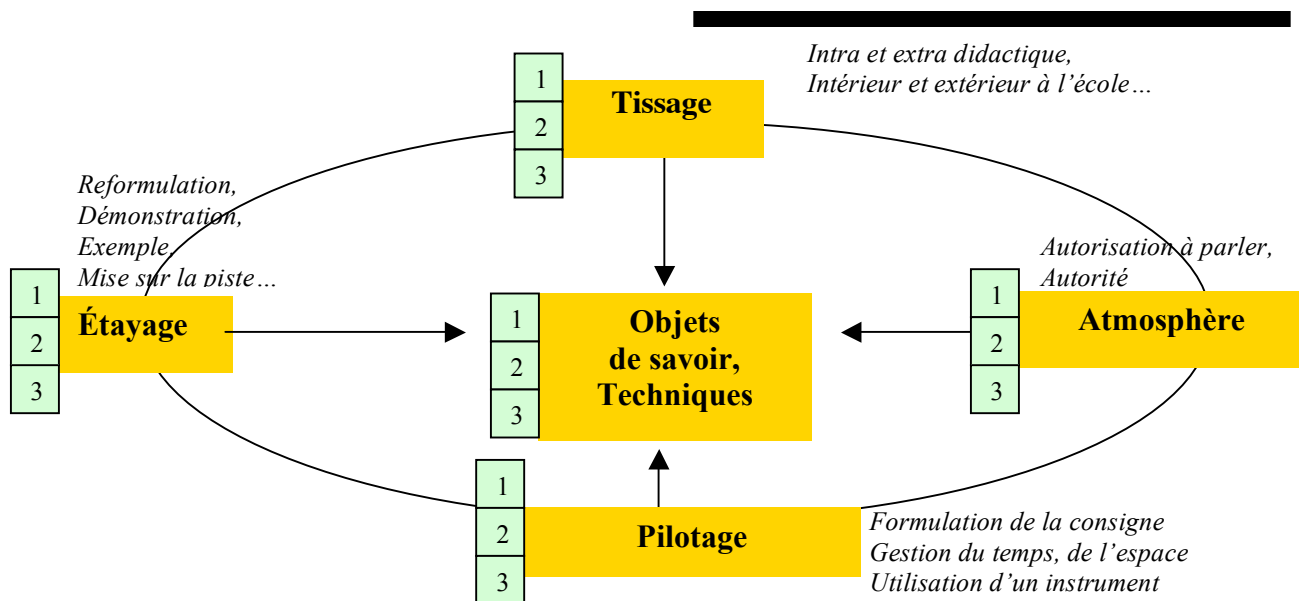 Intra et extra didactique,
Intérieur et extérieur à l’école…
1
2
3
Tissage
Reformulation,
Démonstration,
Exemple,
Mise sur la piste…
1
2
3
Étayage
1
2
3
Objets
de savoir,
Techniques
Autorisation à parler,
Autorité
1
2
3
Atmosphère
1
2
3
Pilotage
Formulation de la consigne
Gestion du temps, de l’espace
Utilisation d’un instrument